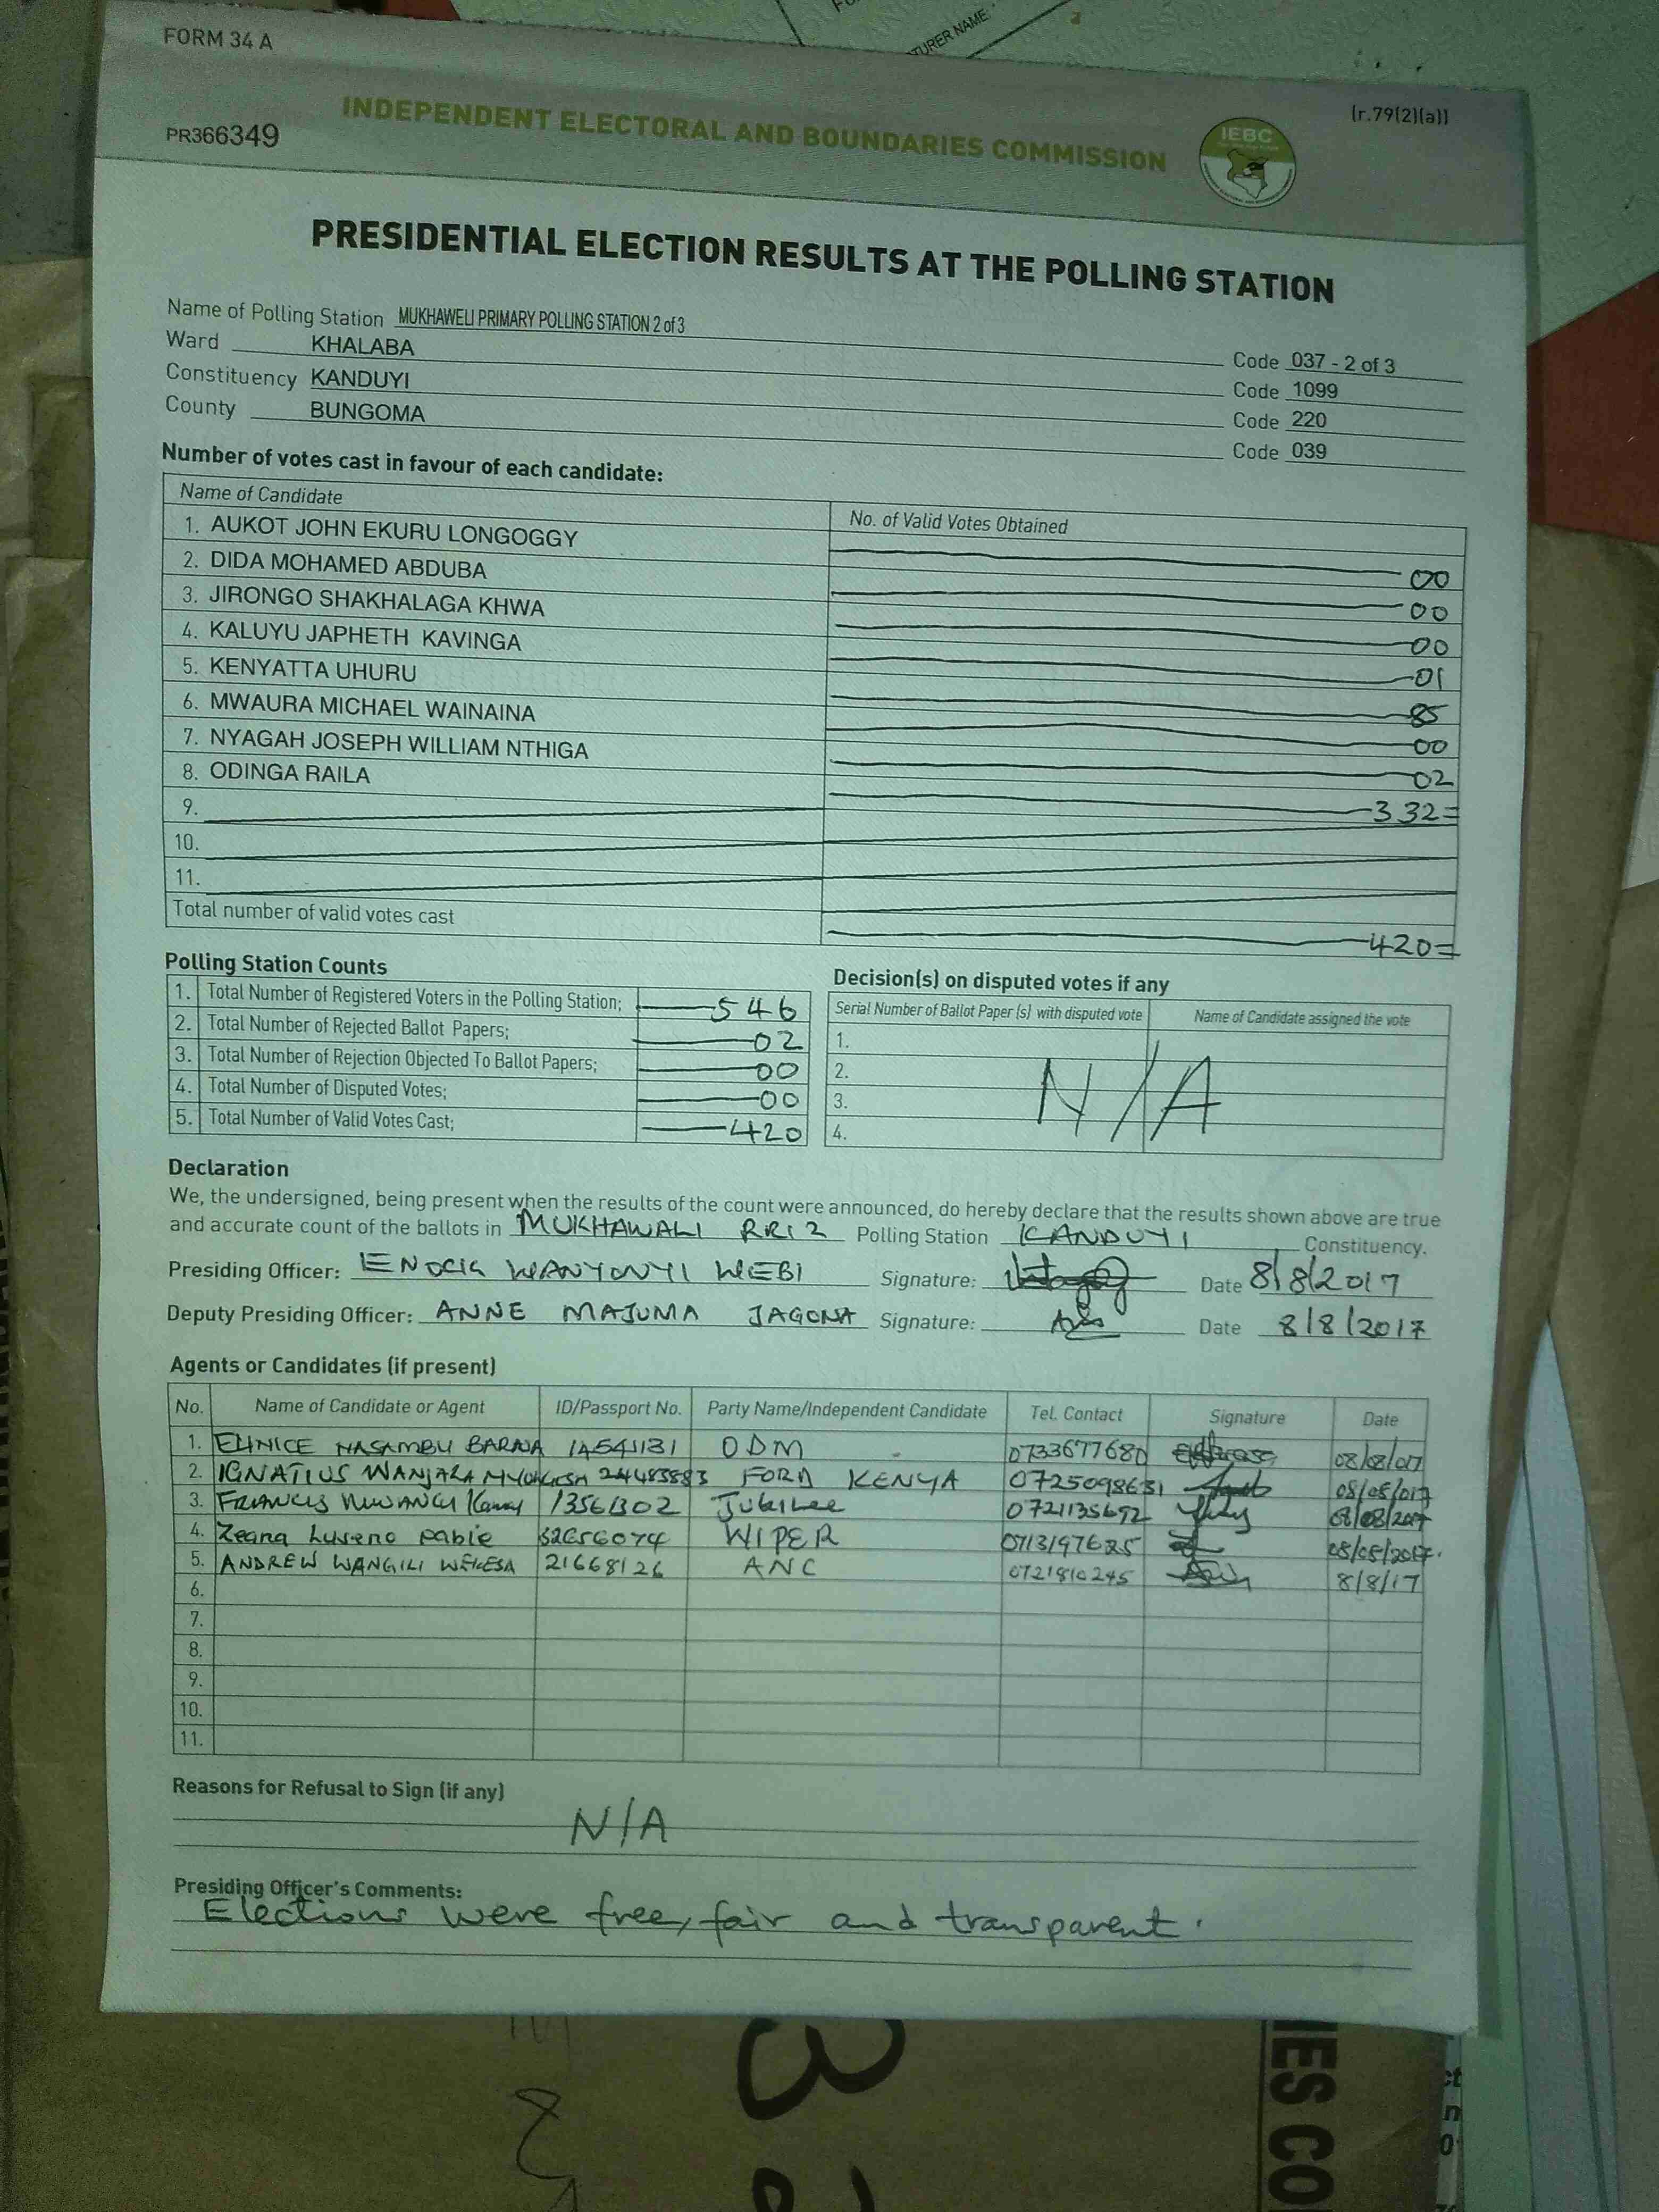 TURER NAME:
FORM 34 A
(r.79(2)(a))
INDEPENDENT ELECTORAL AND BOUNDARIES COMMISSION
IEBC
PR366349
PRESIDENTIAL ELECTION RESULTS AT THE POLLING STATION
Name of Polling Station MUKHAWELI PRIMARY POLLING STATION 2 of 3 Code 037 - 2 of 3
Ward KHALABA Code 1099
Constituency KANDUYI Code 220
County BUNGOMA Code 039
Number of votes cast in favour of each candidate:
Name of Candidate No. of Valid Votes Obtained
1. AUKOT JOHN EKURU LONGOGGY 00
2. DIDA MOHAMED ABDUBA 00
3. JIRONGO SHAKHALAGA KHWA 00
4. KALUYU JAPHETH KAVINGA 01
5. KENYATTA UHURU 85
6. MWAURA MICHAEL WAINAINA 00
7. NYAGAH JOSEPH WILLIAM NTHIGA 02
8. ODINGA RAILA 332=
9.
10.
11.
Total number of valid votes cast 420=
Polling Station Counts
1. Total Number of Registered Voters in the Polling Station; 546
2. Total Number of Rejected Ballot Papers; 02
3. Total Number of Rejection Objected To Ballot Papers; 00
4. Total Number of Disputed Votes; 00
5. Total Number of Valid Votes Cast; 420
Decision(s) on disputed votes if any
Serial Number of Ballot Paper (s) with disputed vote Name of Candidate assigned the vote
1.
2.
3.
4.
N/A
Declaration
We, the undersigned, being present when the results of the count were announced, do hereby declare that the results shown above are true
and accurate count of the ballots in MUKHAWALI PRI 2 Polling Station KANDUYI Constituency.
Presiding Officer: ENOCK WANYONYI WEBI Signature: Date 8/8/2017
Deputy Presiding Officer: ANNE MAJUMA JAGONA Signature: Date 8/8/2017
Agents or Candidates (if present)
No. Name of Candidate or Agent ID/Passport No. Party Name/Independent Candidate Tel. Contact Signature Date
1. EUNICE NASAMBU BARAZA 14541131 ODM 0733677680 08/08/017
2. IGNATIUS WANJALA 24483883 FORD KENYA 0725098631 08/08/017
3. FRANCIS MWANGI 13561302 Jubilee 0721135692 08/08/2017
4. Zeana Luseno WIPER 08/08/2017.
5. ANDREW WANGILI WEKESA 21668126 ANC 0721810245 8/8/17
6.
7.
8.
9.
10.
11.
Reasons for Refusal to Sign (if any)
N/A
Presiding Officer's Comments:
Elections were free, fair and transparent.
3
IES CO